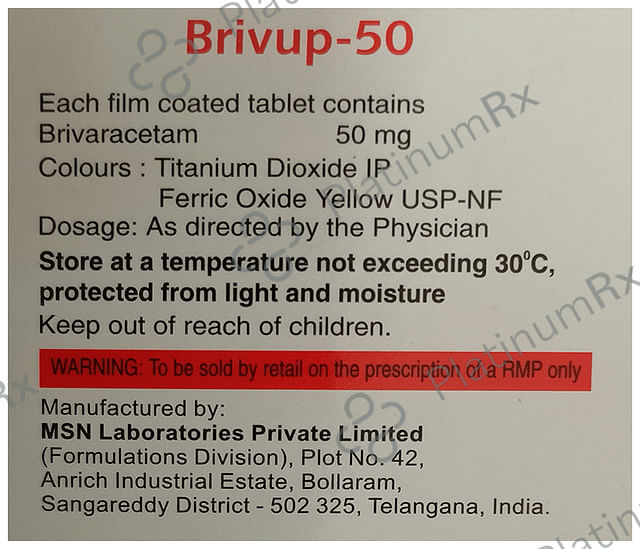 Brivup-50
Each film coated tablet contains
Brivaracetam 50 mg
Colours : Titanium Dioxide IP
Ferric Oxide Yellow USP-NF
Dosage: As directed by the Physician
Store at a temperature not exceeding 30⁰C,
protected from light and moisture
Keep out of reach of children.
WARNING: To be sold by retail on the prescription of a RMP only
Manufactured by:
MSN Laboratories Private Limited
(Formulations Division), Plot No. 42,
Anrich Industrial Estate, Bollaram,
Sangareddy District - 502 325, Telangana, India.
PlatinumRx
PlatinumRx